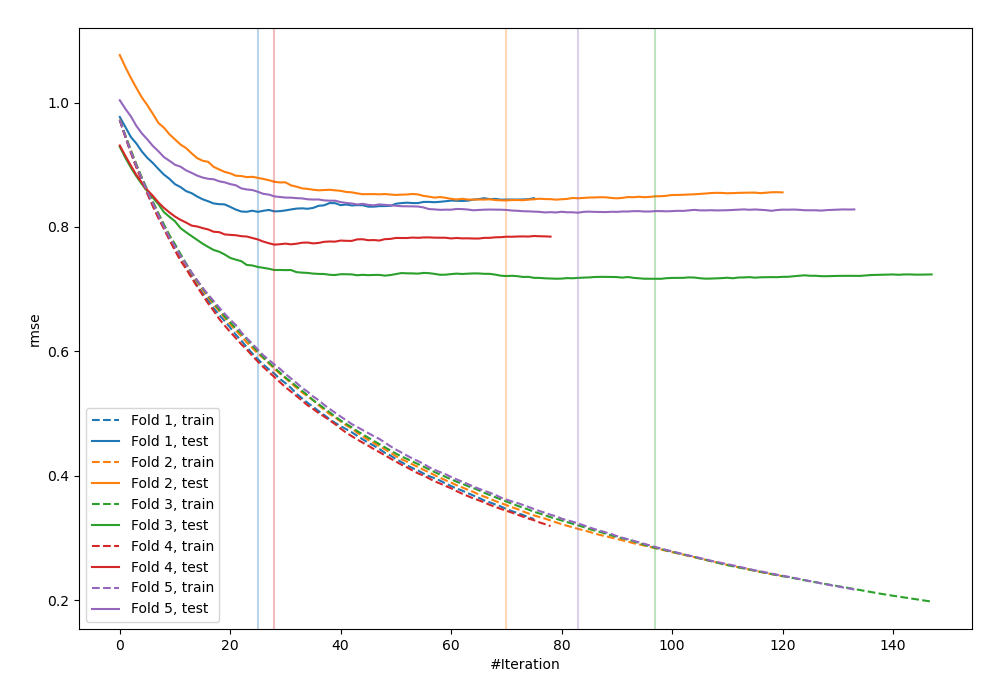 1.0
0.8
0.6
0.4
0.2
rmse
Fold 1, train
Fold 1, test
Fold 2, train
Fold 2, test
Fold 3, train
Fold 3, test
Fold 4, train
Fold 4, test
Fold 5, train
Fold 5, test
0 20 40 60 80 100 120 140
#Iteration